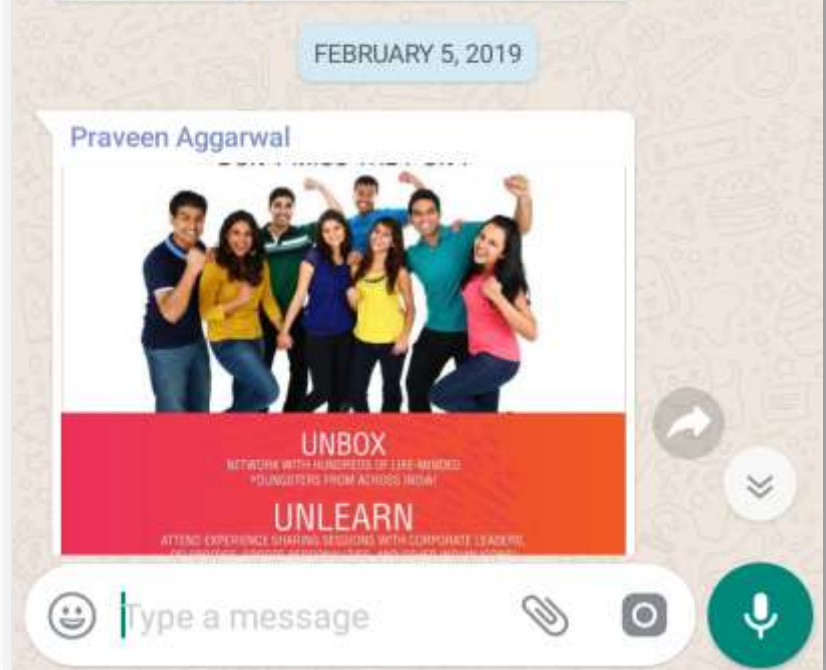 FEBRUARY 5, 2019
Praveen Aggarwal
UNBOX
NETWORK WITH HUNDREDS OF LIKE-MINDED
YOUNGSTERS FROM ACROSS INDIA!
UNLEARN
ATTEND EXPERIENCE SHARING SESSIONS WITH CORPORATE LEADERS,
Type a message